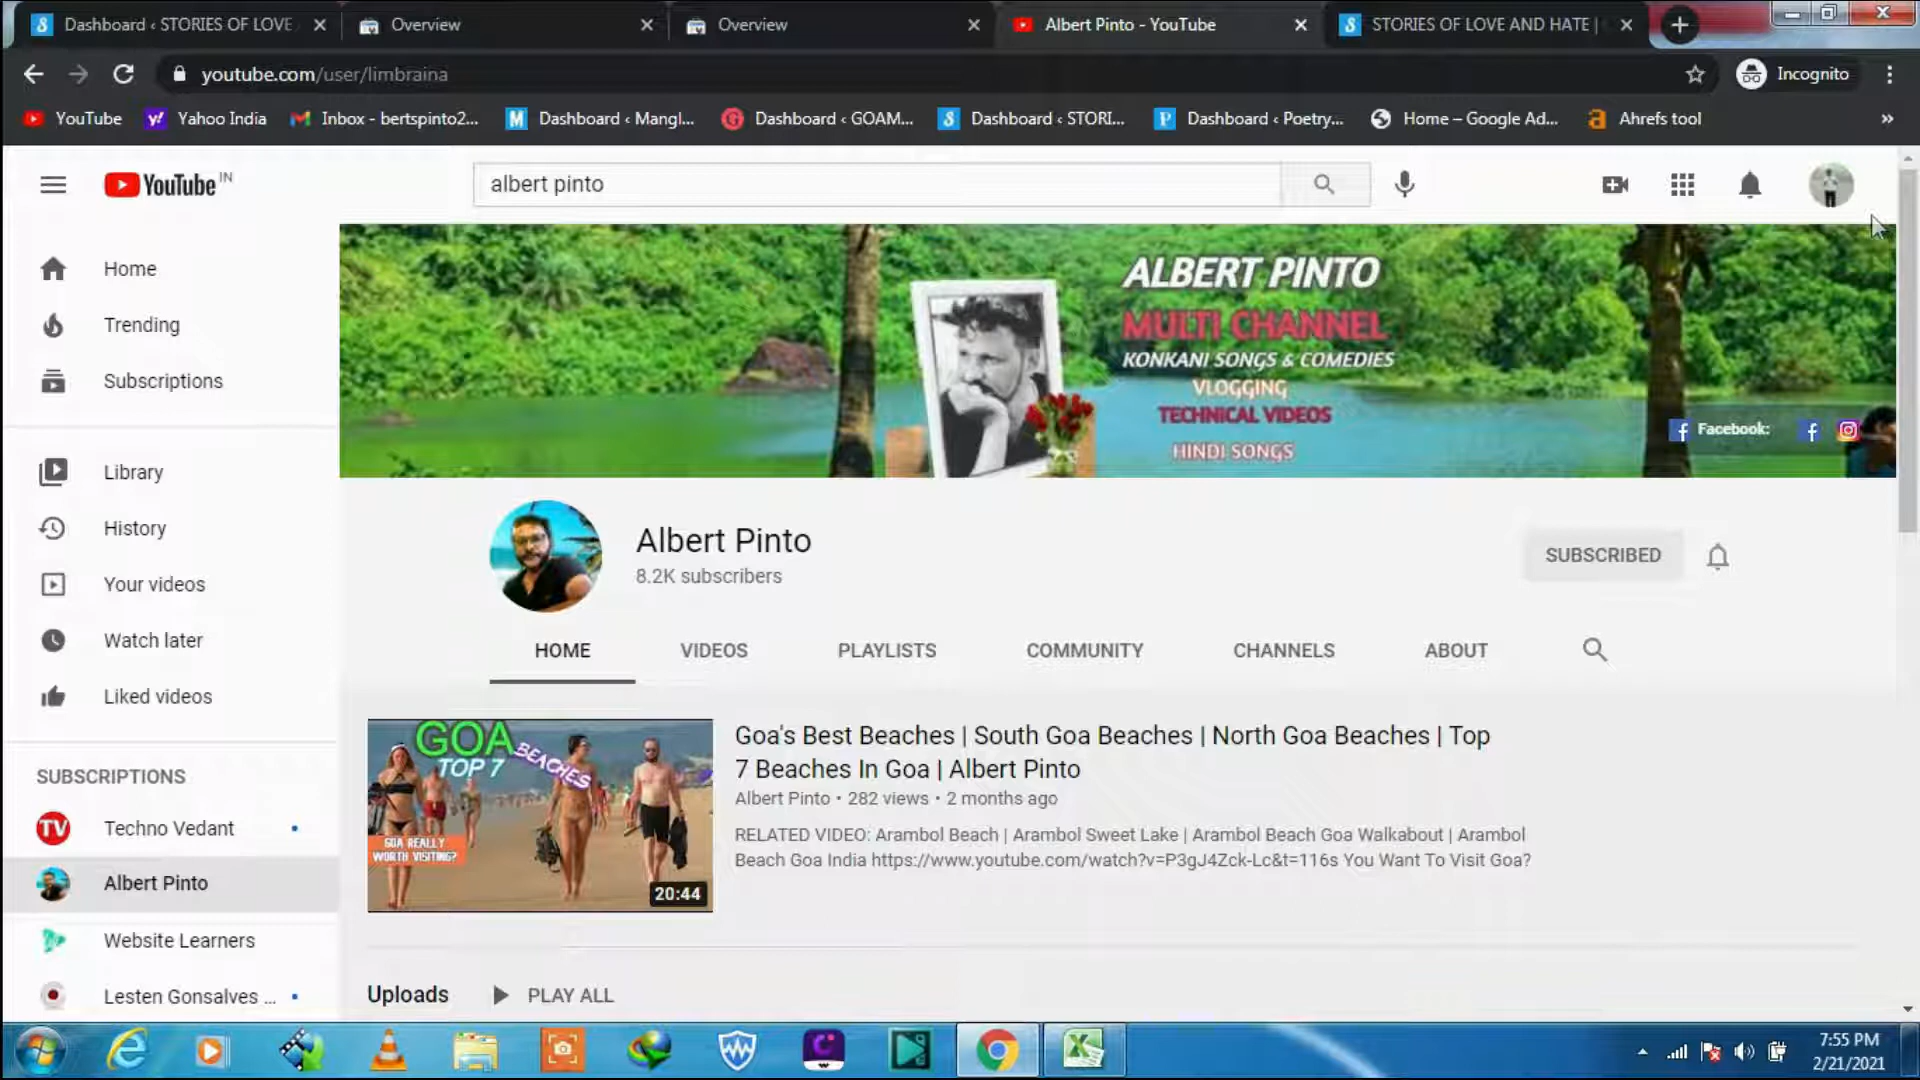 Dashboard ‹ STORIES OF LOVE
Overview
Overview
Albert Pinto - YouTube
STORIES OF LOVE AND HATE |
youtube.com/user/limbraina
Incognito
YouTube
Yahoo India
Inbox - bertspinto2...
Dashboard ‹ Mangl...
Dashboard ‹ GOAM...
Dashboard ‹ STORI...
Dashboard ‹ Poetry...
Home – Google Ad...
Ahrefs tool
»
YouTube IN
albert pinto
Home
Trending
Subscriptions
Library
History
Your videos
Watch later
Liked videos
SUBSCRIPTIONS
Techno Vedant
Albert Pinto
Website Learners
Lesten Gonsalves ...
ALBERT PINTO
MULTI CHANNEL
KONKANI SONGS & COMEDIES
VLOGGING
TECHNICAL VIDEOS
HINDI SONGS
Facebook:
Albert Pinto
8.2K subscribers
SUBSCRIBED
HOME
VIDEOS
PLAYLISTS
COMMUNITY
CHANNELS
ABOUT
GOA
BEACHES
TOP 7
GOA REALLY
WORTH VISITING?
20:44
Goa's Best Beaches | South Goa Beaches | North Goa Beaches | Top
7 Beaches In Goa | Albert Pinto
Albert Pinto • 282 views • 2 months ago
RELATED VIDEO: Arambol Beach | Arambol Sweet Lake | Arambol Beach Goa Walkabout | Arambol
Beach Goa India https://www.youtube.com/watch?v=P3gJ4Zck-Lc&t=116s You Want To Visit Goa?
Uploads
PLAY ALL
7:55 PM
2/21/2021